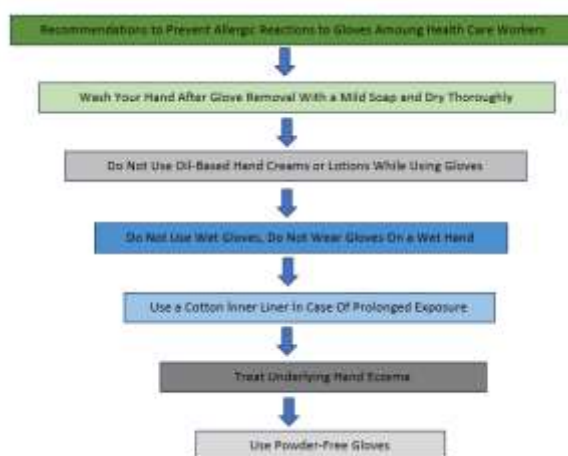 Recommendations to Prevent Allergic Reactions to Gloves Amoung Health Care Workers
Wash Your Hand After Glove Removal With a Mild Soap and Dry Thoroughly
Do Not Use Oil-Based Hand Creams or Lotions While Using Gloves
Do Not Use Wet Gloves, Do Not Wear Gloves On a Wet Hand
Use a Cotton Inner Liner In Case Of Prolonged Exposure
Treat Underlying Hand Eczema
Use Powder-Free Gloves